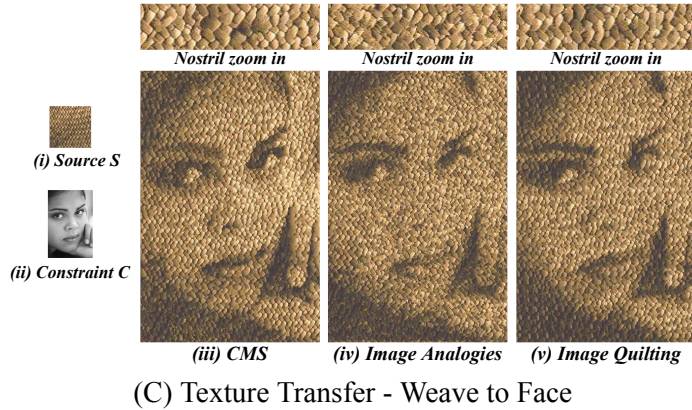 Nostril zoom in
Nostril zoom in
Nostril zoom in
(i) Source S
(ii) Constraint C
(iii) CMS
(iv) Image Analogies
(v) Image Quilting
(C) Texture Transfer - Weave to Face